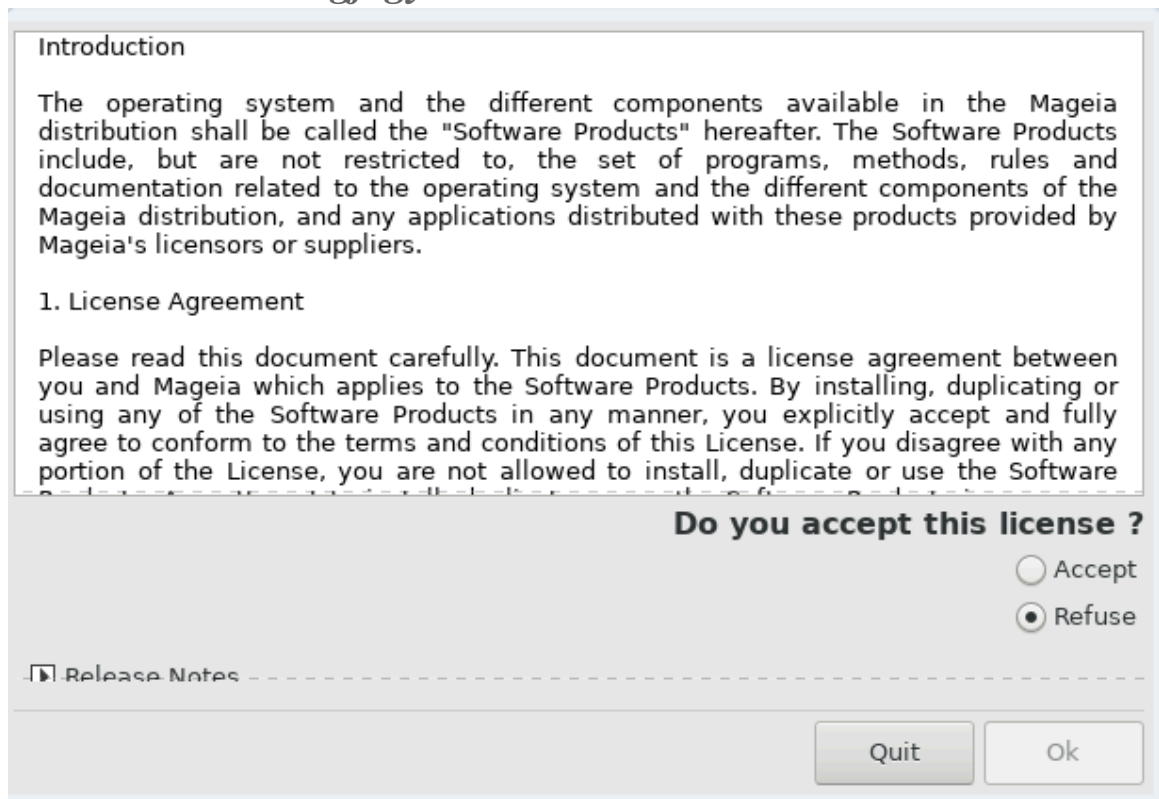 Introduction
The operating system and the different components available in the Mageia
distribution shall be called the "Software Products" hereafter. The Software Products
include, but are not restricted to, the set of programs, methods, rules and
documentation related to the operating system and the different components of the
Mageia distribution, and any applications distributed with these products provided by
Mageia's licensors or suppliers.
1. License Agreement
Please read this document carefully. This document is a license agreement between
you and Mageia which applies to the Software Products. By installing, duplicating or
using any of the Software Products in any manner, you explicitly accept and fully
agree to conform to the terms and conditions of this License. If you disagree with any
portion of the License, you are not allowed to install, duplicate or use the Software
Do you accept this license ?
Accept
Refuse
Release Notes
Quit
Ok